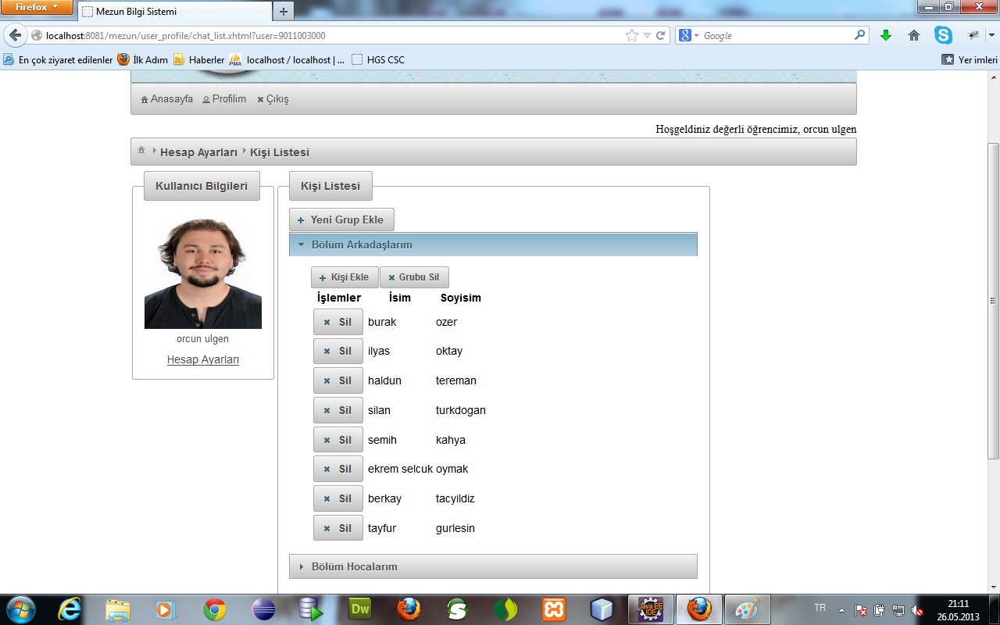 Firefox
Mezun Bilgi Sistemi
localhost:8081/mezun/user_profile/chat_list.xhtml?user=9011003000
Google
En çok ziyaret edilenler İlk Adım Haberler localhost / localhost | ... HGS CSC Yer imleri
Anasayfa Profilim Çıkış
Hoşgeldiniz değerli öğrencimiz, orcun ulgen
Hesap Ayarları Kişi Listesi
Kullanıcı Bilgileri
orcun ulgen
Hesap Ayarları
Kişi Listesi
Yeni Grup Ekle
Bölüm Arkadaşlarım
Kişi Ekle Grubu Sil
İşlemler İsim Soyisim
Sil burak ozer
Sil ilyas oktay
Sil haldun tereman
Sil silan turkdogan
Sil semih kahya
Sil ekrem selcuk oymak
Sil berkay tacyildiz
Sil tayfur gurlesin
Bölüm Hocalarım
Dw
Java EE
IDE
TR
21:11
26.05.2013